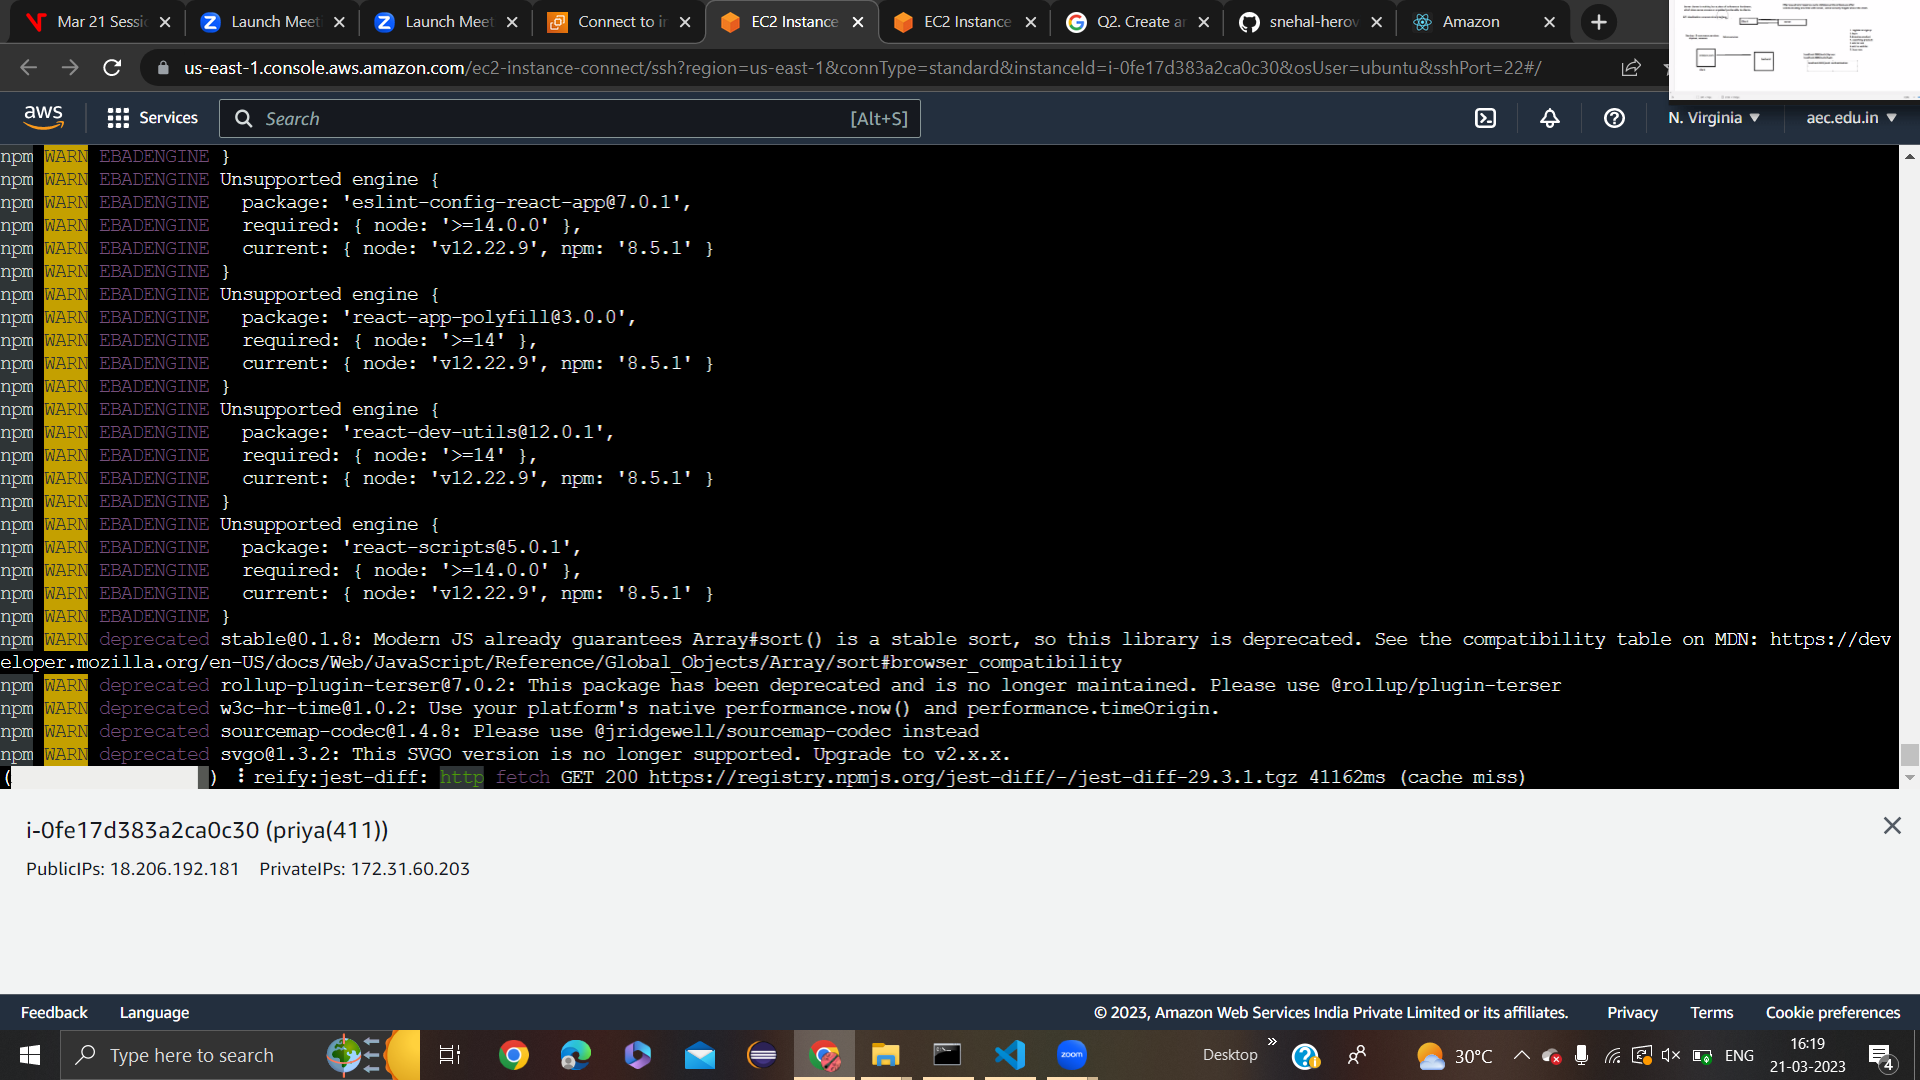 Mar 21 Sessi
Launch Meet
Launch Meet
Connect to in
EC2 Instance
EC2 Instance
Q2. Create an
snehal-herov
Amazon
us-east-1.console.aws.amazon.com/ec2-instance-connect/ssh?region=us-east-1&connType=standard&instanceId=i-0fe17d383a2ca0c30&osUser=ubuntu&sshPort=22#/
aws
Services
Search
[Alt+S]
N. Virginia
aec.edu.in
npm WARN EBADENGINE }
npm WARN EBADENGINE Unsupported engine {
npm WARN EBADENGINE   package: 'eslint-config-react-app@7.0.1',
npm WARN EBADENGINE   required: { node: '>=14.0.0' },
npm WARN EBADENGINE   current: { node: 'v12.22.9', npm: '8.5.1' }
npm WARN EBADENGINE }
npm WARN EBADENGINE Unsupported engine {
npm WARN EBADENGINE   package: 'react-app-polyfill@3.0.0',
npm WARN EBADENGINE   required: { node: '>=14' },
npm WARN EBADENGINE   current: { node: 'v12.22.9', npm: '8.5.1' }
npm WARN EBADENGINE }
npm WARN EBADENGINE Unsupported engine {
npm WARN EBADENGINE   package: 'react-dev-utils@12.0.1',
npm WARN EBADENGINE   required: { node: '>=14' },
npm WARN EBADENGINE   current: { node: 'v12.22.9', npm: '8.5.1' }
npm WARN EBADENGINE }
npm WARN EBADENGINE Unsupported engine {
npm WARN EBADENGINE   package: 'react-scripts@5.0.1',
npm WARN EBADENGINE   required: { node: '>=14.0.0' },
npm WARN EBADENGINE   current: { node: 'v12.22.9', npm: '8.5.1' }
npm WARN EBADENGINE }
npm WARN deprecated stable@0.1.8: Modern JS already guarantees Array#sort() is a stable sort, so this library is deprecated. See the compatibility table on MDN: https://dev
eloper.mozilla.org/en-US/docs/Web/JavaScript/Reference/Global_Objects/Array/sort#browser_compatibility
npm WARN deprecated rollup-plugin-terser@7.0.2: This package has been deprecated and is no longer maintained. Please use @rollup/plugin-terser
npm WARN deprecated w3c-hr-time@1.0.2: Use your platform's native performance.now() and performance.timeOrigin.
npm WARN deprecated sourcemap-codec@1.4.8: Please use @jridgewell/sourcemap-codec instead
npm WARN deprecated svgo@1.3.2: This SVGO version is no longer supported. Upgrade to v2.x.x.
( ) ⠸ reify:jest-diff: http fetch GET 200 https://registry.npmjs.org/jest-diff/-/jest-diff-29.3.1.tgz 41162ms (cache miss)
i-0fe17d383a2ca0c30 (priya(411))
PublicIPs: 18.206.192.181 PrivateIPs: 172.31.60.203
Feedback
Language
© 2023, Amazon Web Services India Private Limited or its affiliates.
Privacy
Terms
Cookie preferences
Type here to search
zoom
Desktop
30°C
ENG
16:19
21-03-2023
4